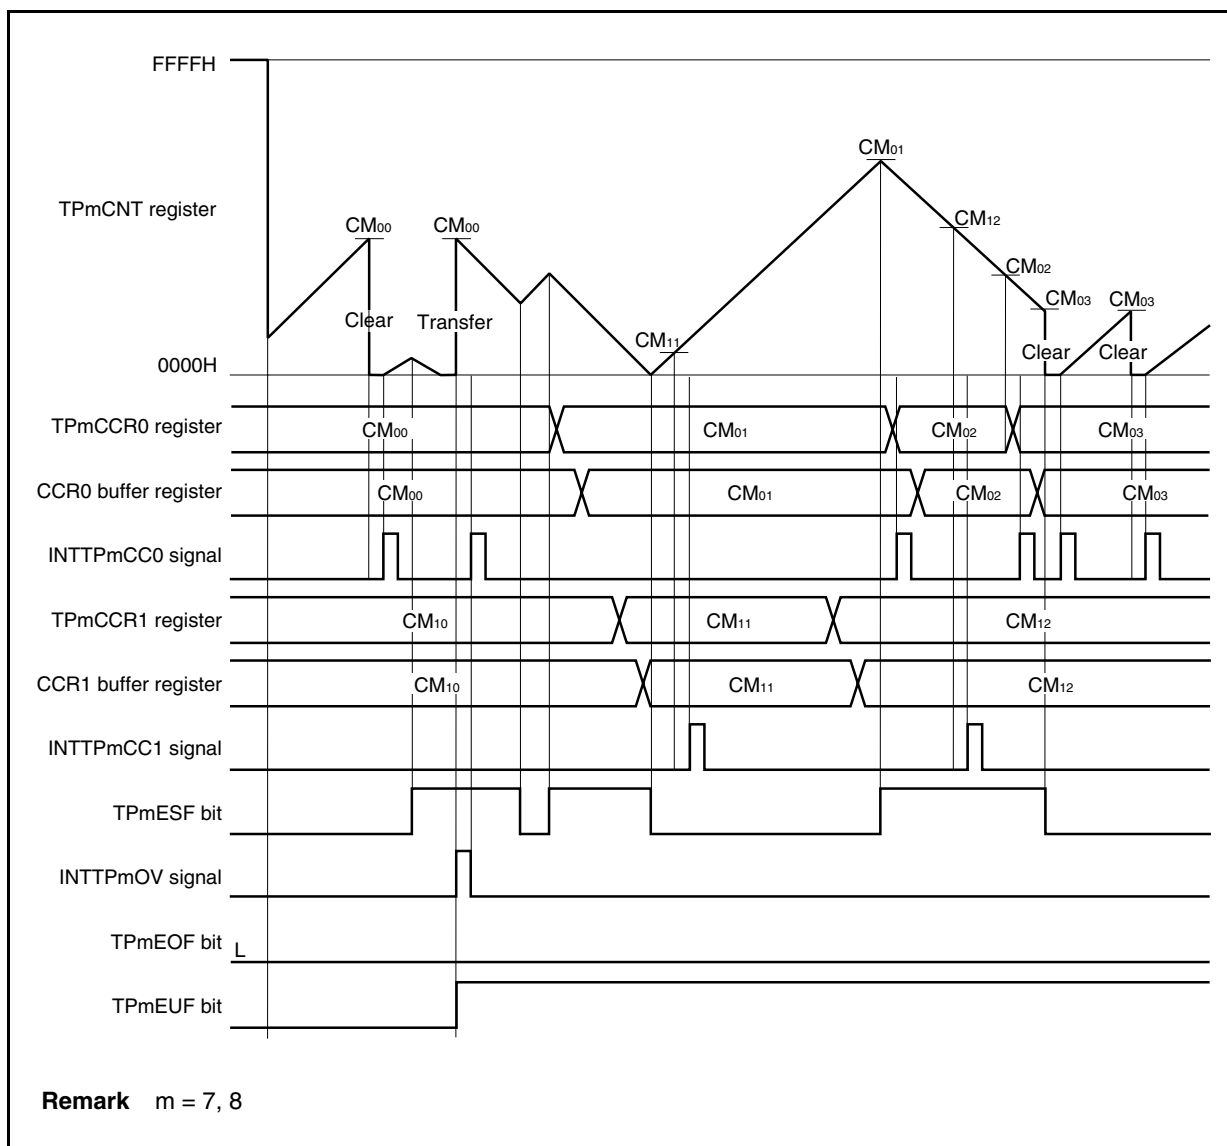 FFFFH
CM01
TPmCNT register
CM00 CM00
CM12
CM02
CM03 CM03
Clear Transfer
CM11
Clear Clear
0000H
TPmCCR0 register
CM00 CM01 CM02 CM03
CCR0 buffer register
CM00 CM01 CM02 CM03
INTTPmCC0 signal
TPmCCR1 register
CM10 CM11 CM12
CCR1 buffer register
CM10 CM11 CM12
INTTPmCC1 signal
TPmESF bit
INTTPmOV signal
TPmEOF bit L
TPmEUF bit
Remark m = 7, 8